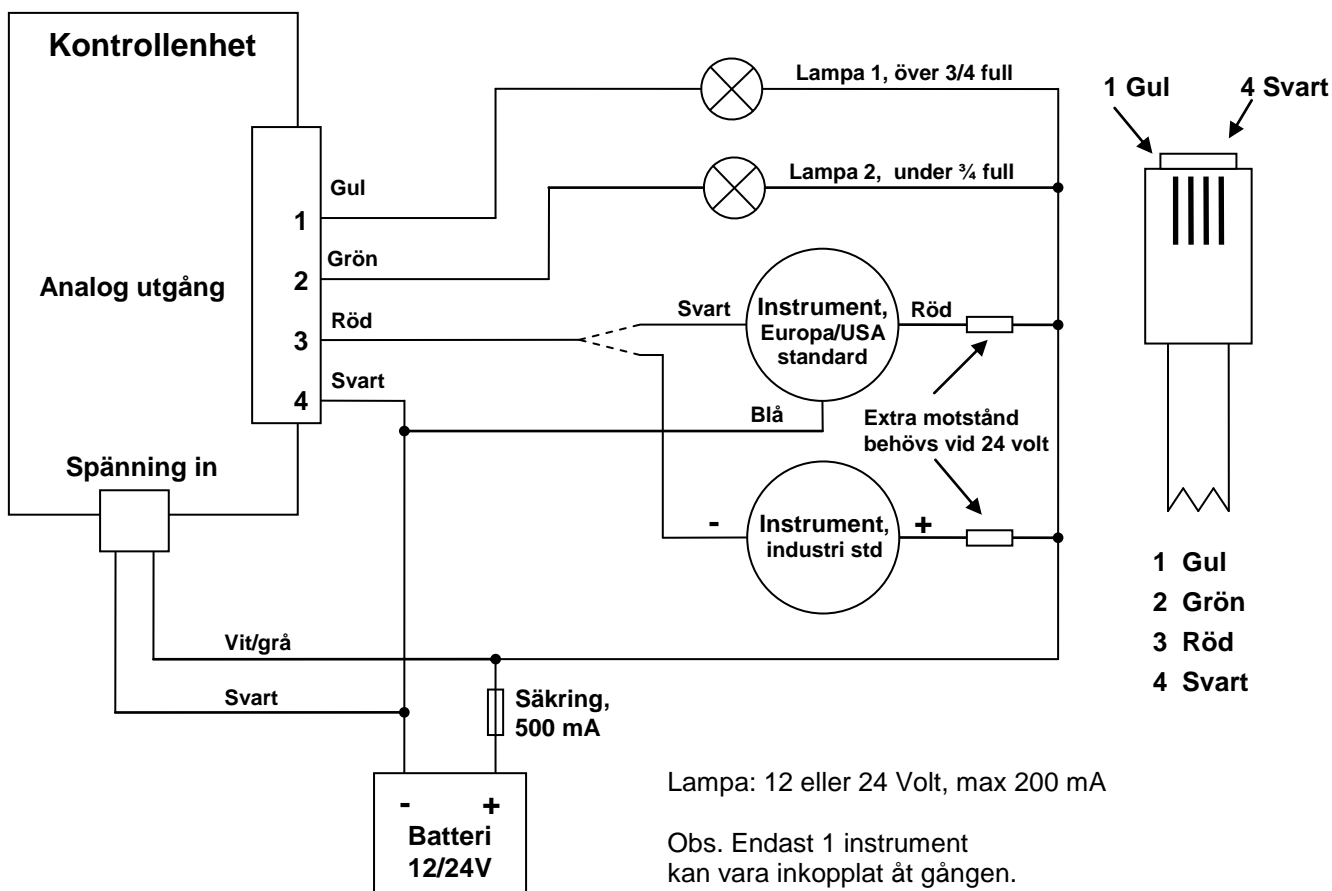 Kontrollenhet
Lampa 1, över 3/4 full
1 Gul
4 Svart
Lampa 2,  under ¾ full
Gul
1
Grön
Analog utgång
2
Röd
3
Svart
4
Svart
Instrument,
Europa/USA
standard
Röd
Blå
Extra motstånd
behövs vid 24 volt
Spänning in
-
Instrument,
industri std
+
1 Gul
2 Grön
3 Röd
4 Svart
Vit/grå
Svart
Säkring,
500 mA
- +
Batteri
12/24V
Lampa: 12 eller 24 Volt, max 200 mA
Obs. Endast 1 instrument
kan vara inkopplat åt gången.